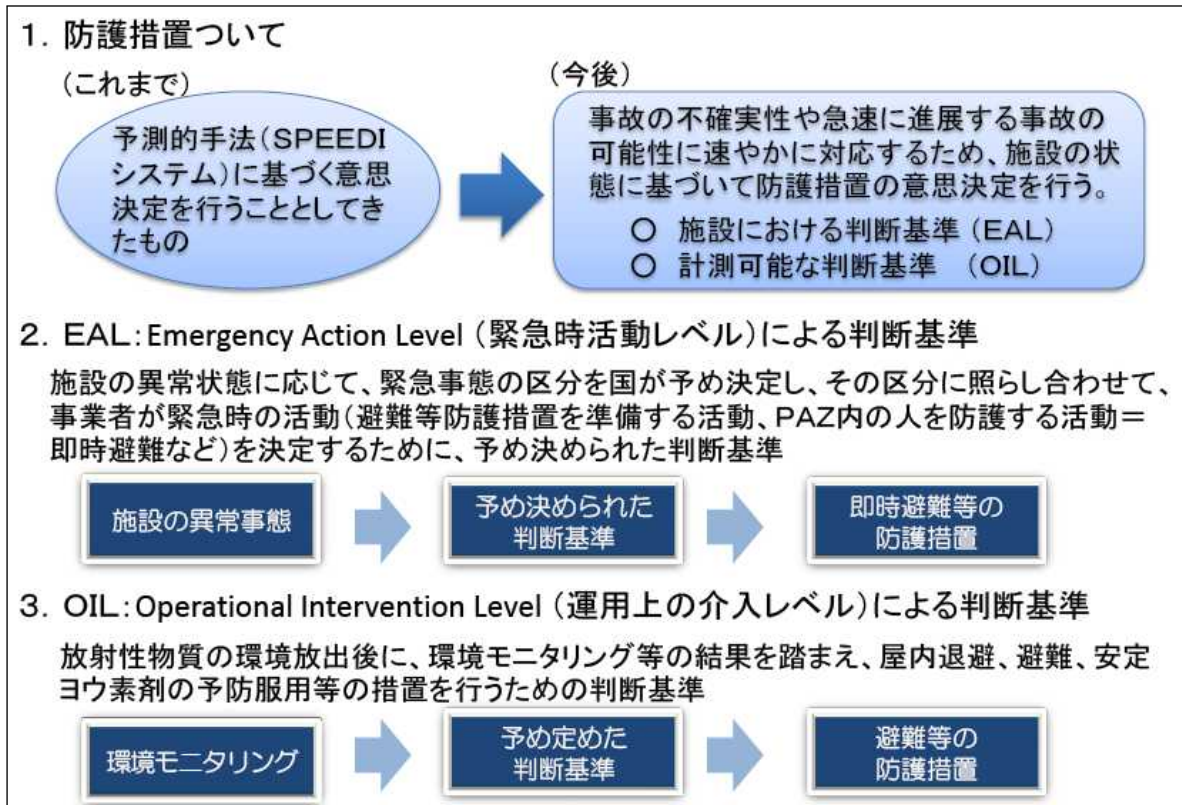 1. 防護措置ついて
(これまで)
予測的手法(SPEEDI
システム)に基づく意思
決定を行うこととしてき
たもの
(今後)
事故の不確実性や急速に進展する事故の
可能性に速やかに対応するため、施設の状
態に基づいて防護措置の意思決定を行う。
○ 施設における判断基準(EAL)
○ 計測可能な判断基準 (OIL)
2. EAL:Emergency Action Level(緊急時活動レベル)による判断基準
施設の異常状態に応じて、緊急事態の区分を国が予め決定し、その区分に照らし合わせて、
事業者が緊急時の活動(避難等防護措置を準備する活動、PAZ内の人を防護する活動=
即時避難など)を決定するために、予め決められた判断基準
施設の異常事態
予め決められた
判断基準
即時避難等の
防護措置
3. OIL:Operational Intervention Level(運用上の介入レベル)による判断基準
放射性物質の環境放出後に、環境モニタリング等の結果を踏まえ、屋内退避、避難、安定
ヨウ素剤の予防服用等の措置を行うための判断基準
環境モニタリング
予め定めた
判断基準
避難等の
防護措置